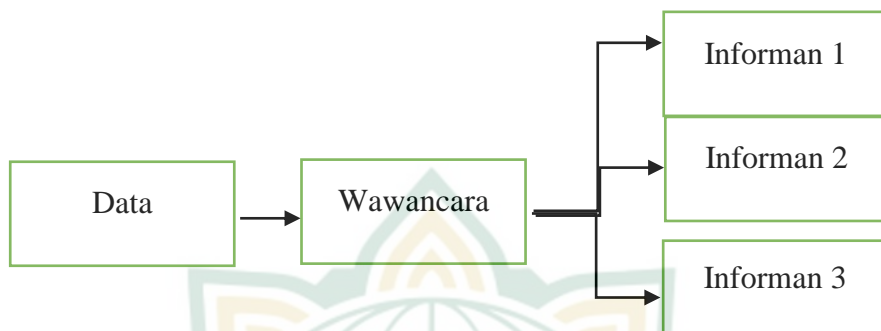 Informan 1
Informan 2
Data
Wawancara
Informan 3